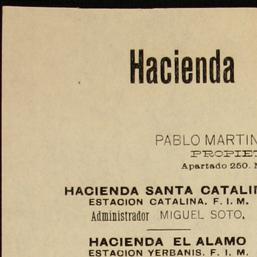 Hacienda
PABLO MARTIN
PROPIET
Apartado 250.
HACIENDA SANTA CATALI
ESTACION CATALINA, F. I. M.
Administrador MIGUEL SOTO,
HACIENDA EL ALAMO
ESTACION YERBANIS, F. I. M.